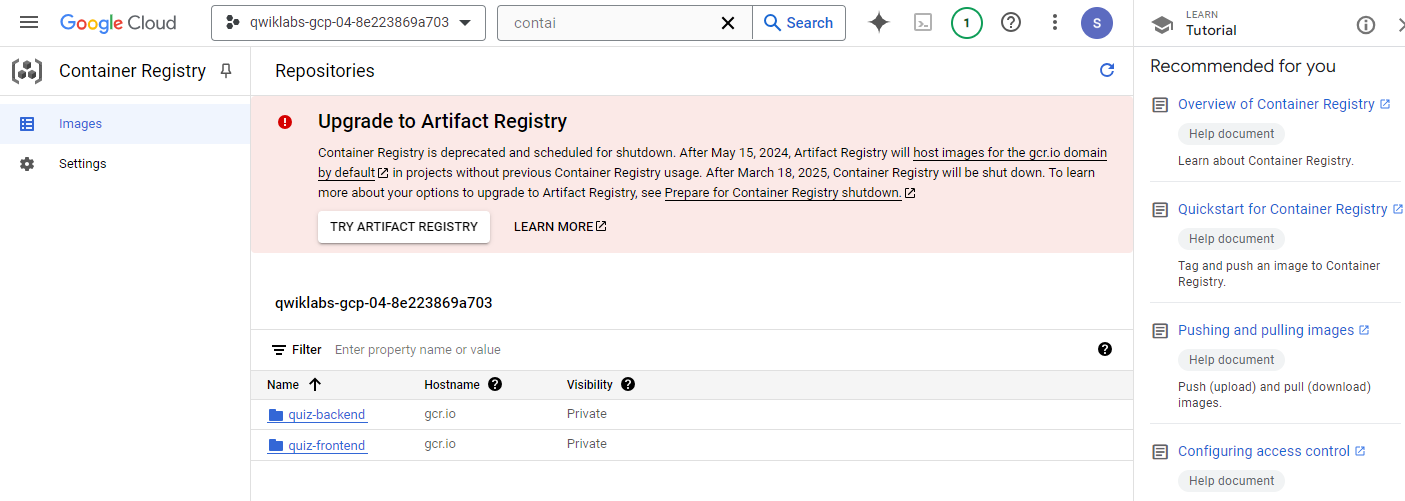 Google Cloud
qwiklabs-gcp-04-8e223869a703
contai
Search
1
S
LEARN
Tutorial
Container Registry
Repositories
Recommended for you
Images
Settings
Upgrade to Artifact Registry
Container Registry is deprecated and scheduled for shutdown. After May 15, 2024, Artifact Registry will host images for the gcr.io domain
by default in projects without previous Container Registry usage. After March 18, 2025, Container Registry will be shut down. To learn
more about your options to upgrade to Artifact Registry, see Prepare for Container Registry shutdown.
TRY ARTIFACT REGISTRY
LEARN MORE
qwiklabs-gcp-04-8e223869a703
Filter Enter property name or value
Name Hostname Visibility
quiz-backend gcr.io Private
quiz-frontend gcr.io Private
Overview of Container Registry
Help document
Learn about Container Registry.
Quickstart for Container Registry
Help document
Tag and push an image to Container
Registry.
Pushing and pulling images
Help document
Push (upload) and pull (download)
images.
Configuring access control
Help document